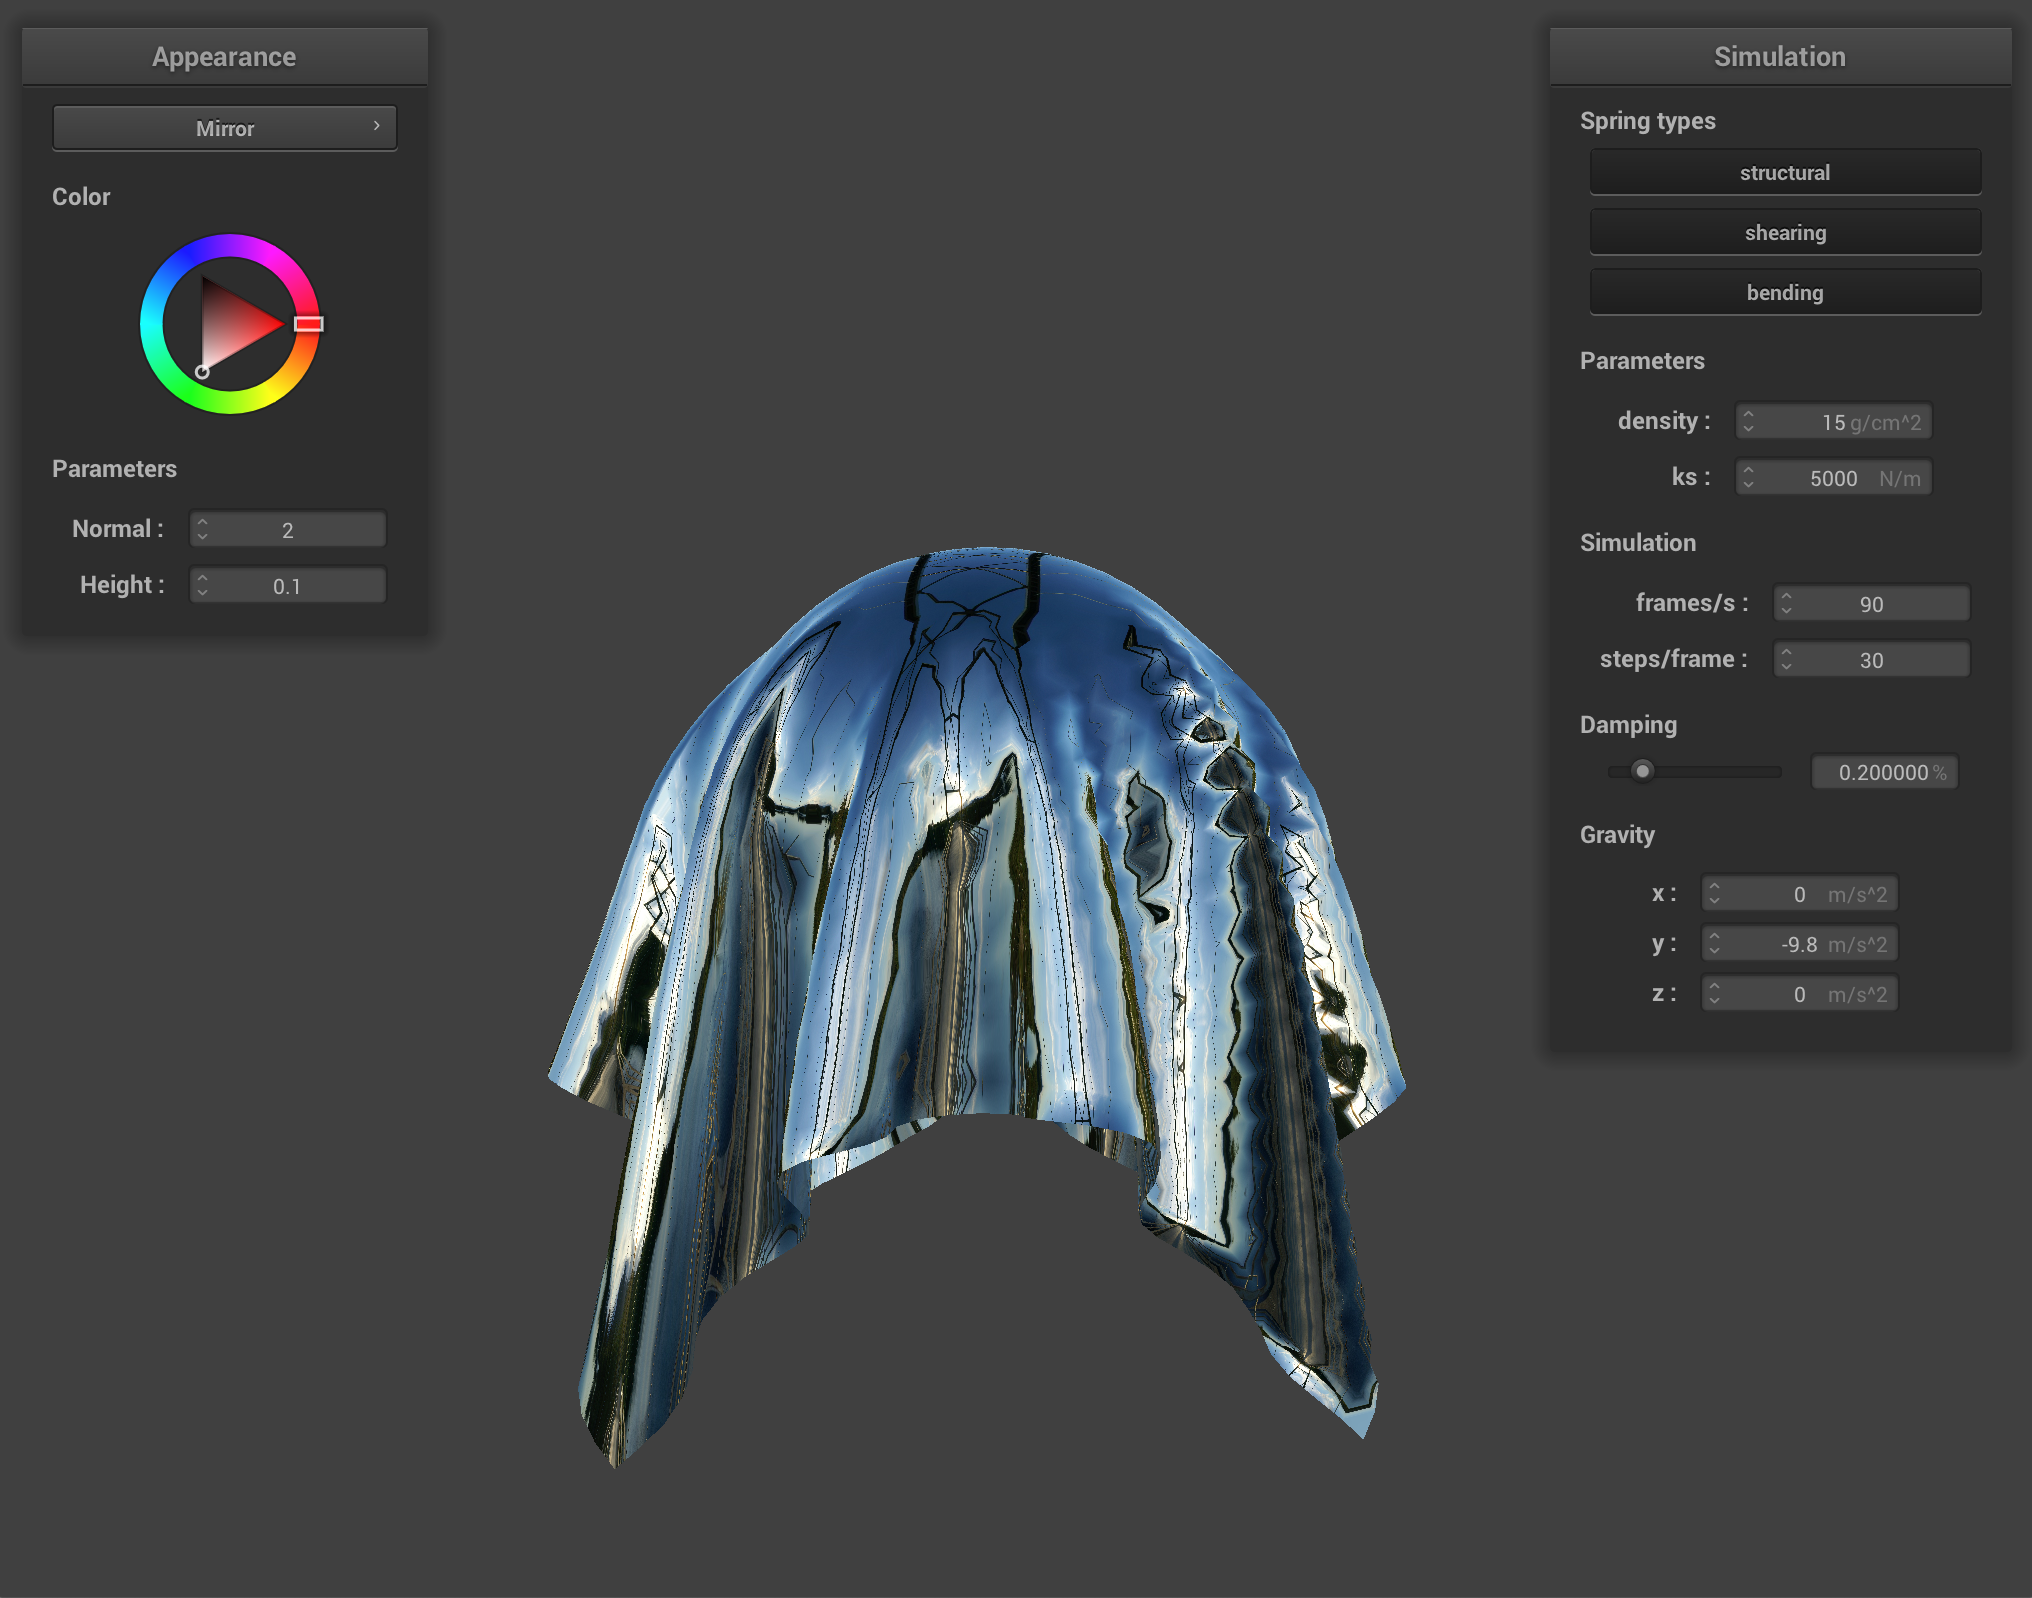 Appearance
Mirror
Color
Parameters
Normal : 2
Height : 0.1
Simulation
Spring types
structural
shearing
bending
Parameters
density : 15 g/cm^2
ks : 5000 N/m
Simulation
frames/s : 90
steps/frame : 30
Damping
0.200000 %
Gravity
x : 0 m/s^2
y : -9.8 m/s^2
z : 0 m/s^2